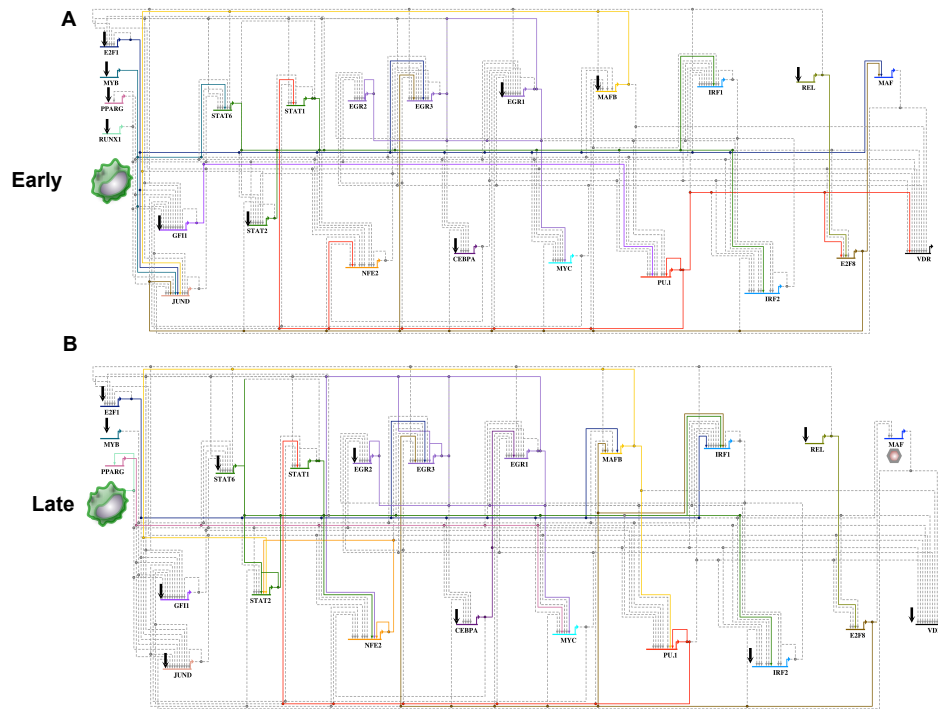 A
E2F1
MYB
PPARG
RUNX1
STAT6
STAT1
EGR2
EGR3
EGR1
MAFB
IRF1
REL
MAF
Early
GFI1
STAT2
JUND
NFE2
CEBPA
MYC
PU.1
IRF2
E2F8
VDR
B
E2F1
MYB
PPARG
STAT6
STAT1
EGR2
EGR3
EGR1
MAFB
IRF1
REL
MAF
Late
GFI1
STAT2
JUND
NFE2
CEBPA
MYC
PU.1
IRF2
E2F8
VD